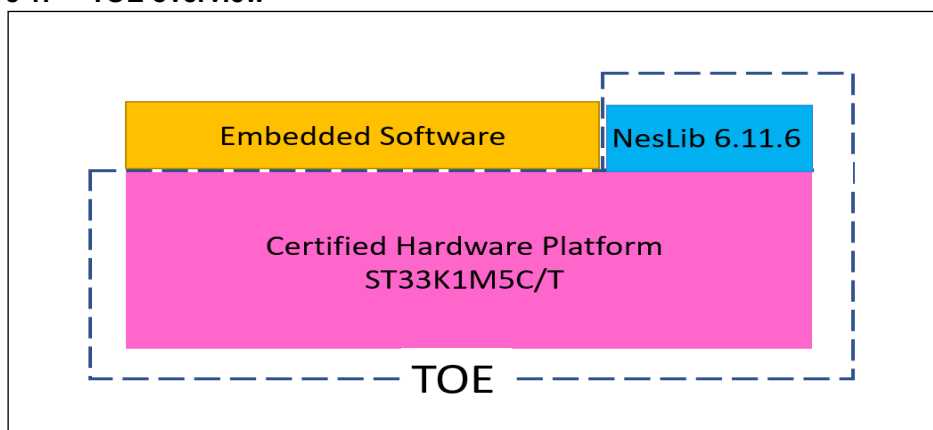 Embedded Software
NesLib 6.11.6
Certified Hardware Platform
ST33K1M5C/T
TOE